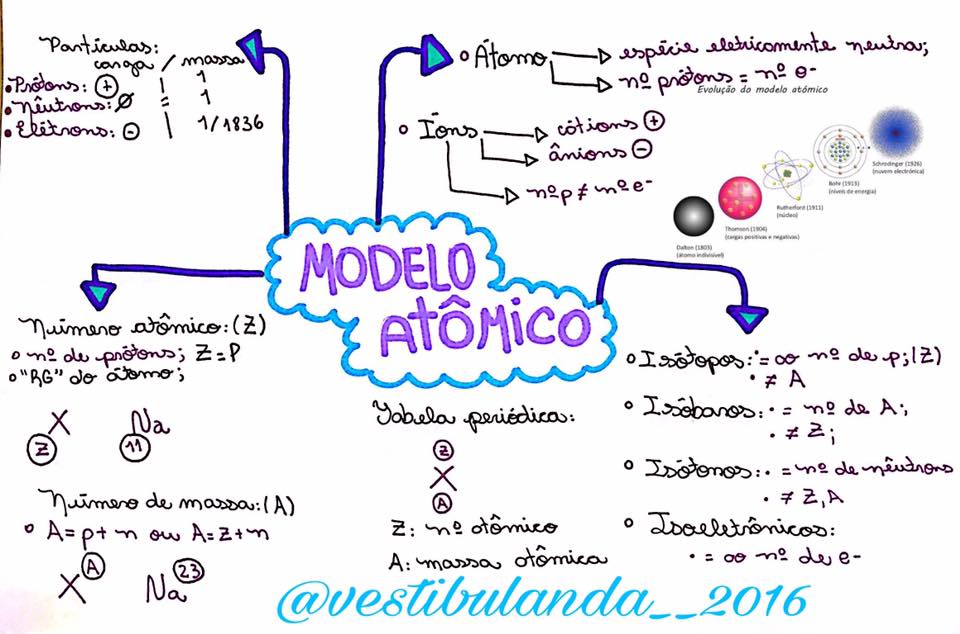 Partículas:
carga / massa
• Prótons: ⊕ | 1
• Nêutrons: ∅ = 1
• Elétrons: ⊖ | 1/1836
Átomo → espécie eletricamente neutra;
→ nº prótons = nº e-
Evolução do modelo atômico
Íons → cátions ⊕
→ ânions ⊖
→ nº p ≠ nº e-
Schrodinger (1926)
(nuvem electrónica)
Bohr (1913)
(níveis de energia)
Rutherford (1911)
(núcleo)
Thomson (1904)
(cargas positivas e negativas)
Dalton (1803)
(átomo indivisível)
MODELO
ATÔMICO
Número atômico: (Z)
nº de prótons; Z=P
"RG" do átomo;
X Na
Z 11
Número de massa: (A)
A=p+n ou A=Z+n
X A Na 23
Tabela periódica:
Z
X
A
Z: nº atômico
A: massa atômica
Isótopos: • = ao nº de p; (Z)
• ≠ A
Isóbaros: • = nº de A;
• ≠ Z;
Isótonos: • = nº de nêutrons
• ≠ Z, A
Isoeletrônicos:
• = ao nº de e-
@vestibulanda__2016